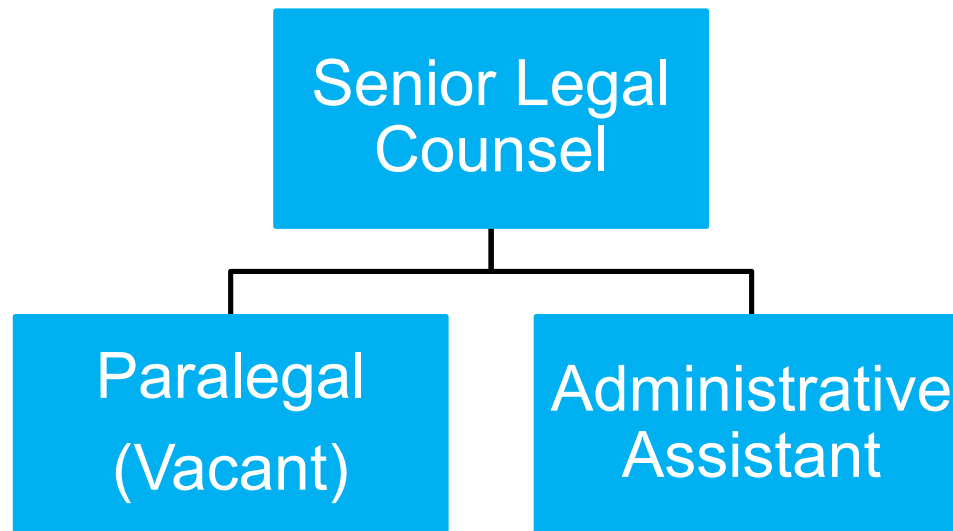 Senior Legal
Counsel
Paralegal
(Vacant)
Administrative
Assistant